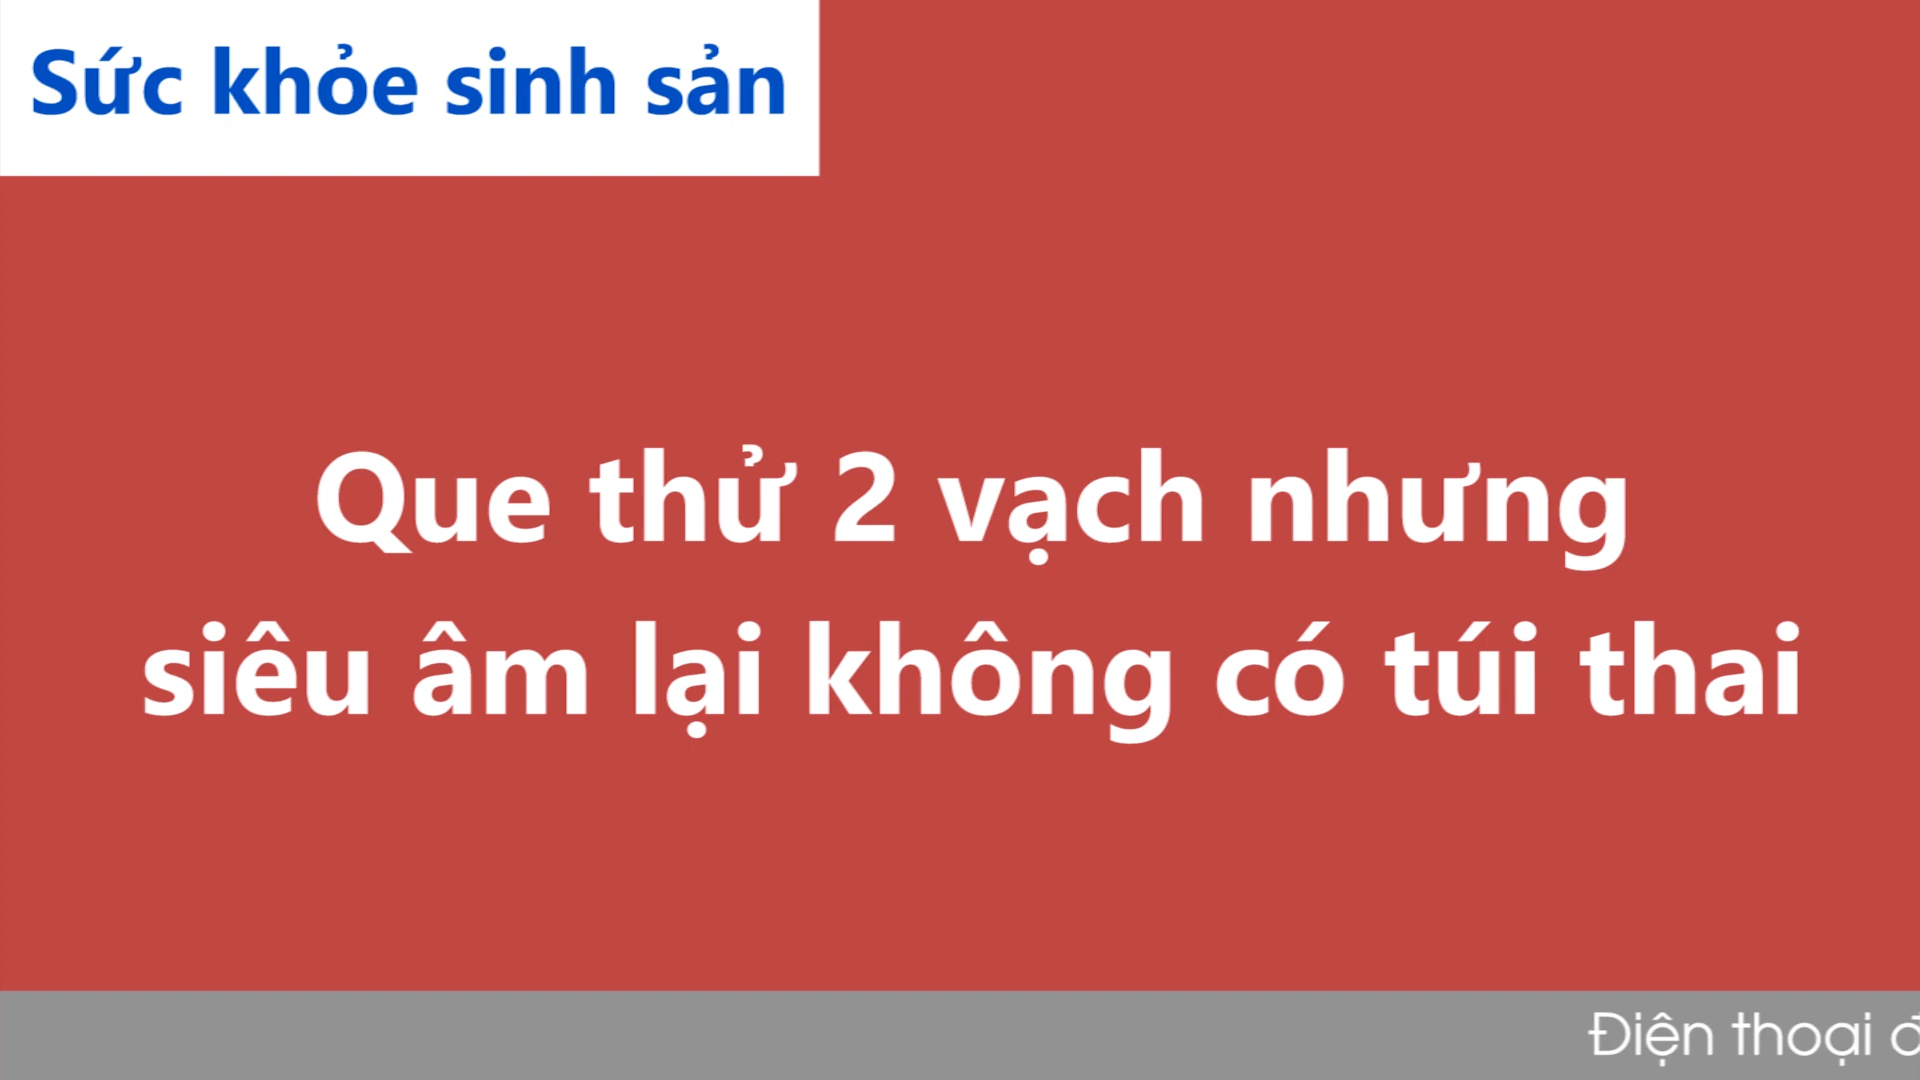 Sức khỏe sinh sản
Que thử 2 vạch nhưng
siêu âm lại không có túi thai
Điện thoại